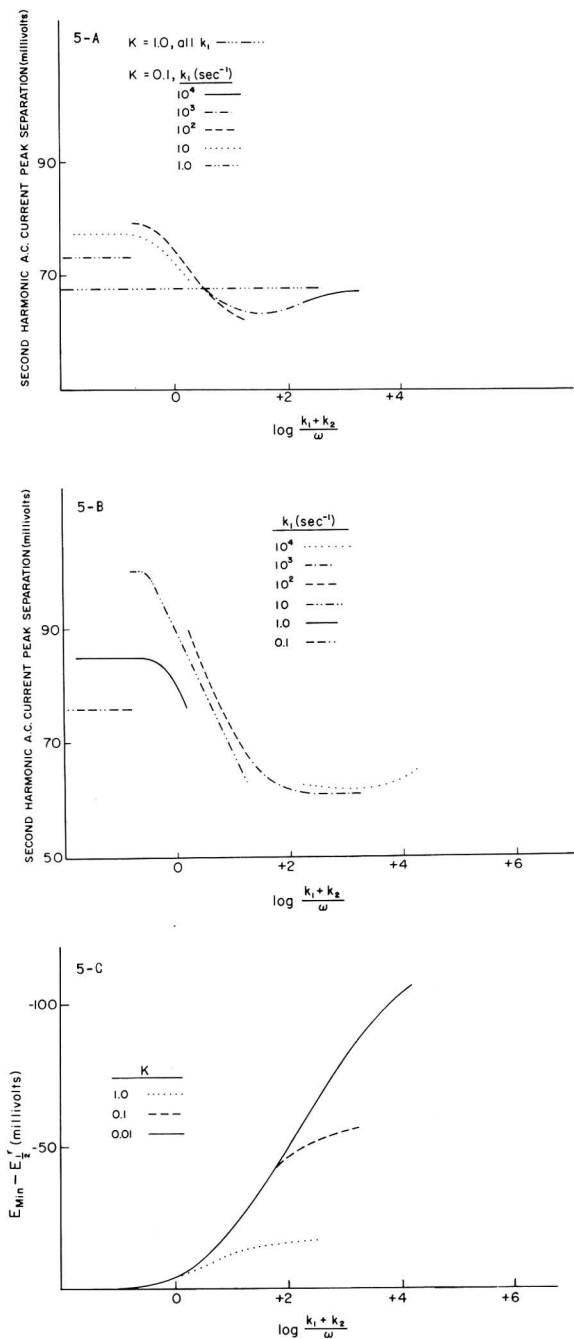 5-A
K = 1.0, all k₁
K = 0.1, k₁ (sec⁻¹)
10⁴
10³
10²
10
1.0
SECOND HARMONIC A.C. CURRENT PEAK SEPARATION (millivolts)
90
70
0 +2 +4
log (k₁ + k₂)/ω
5-B
k₁ (sec⁻¹)
10⁴
10³
10²
10
1.0
0.1
SECOND HARMONIC A.C. CURRENT PEAK SEPARATION (millivolts)
90
70
50
0 +2 +4 +6
log (k₁ + k₂)/ω
5-C
K
1.0
0.1
0.01
E_Min − E^r_½ (millivolts)
-100
-50
0 +2 +4 +6
log (k₁ + k₂)/ω